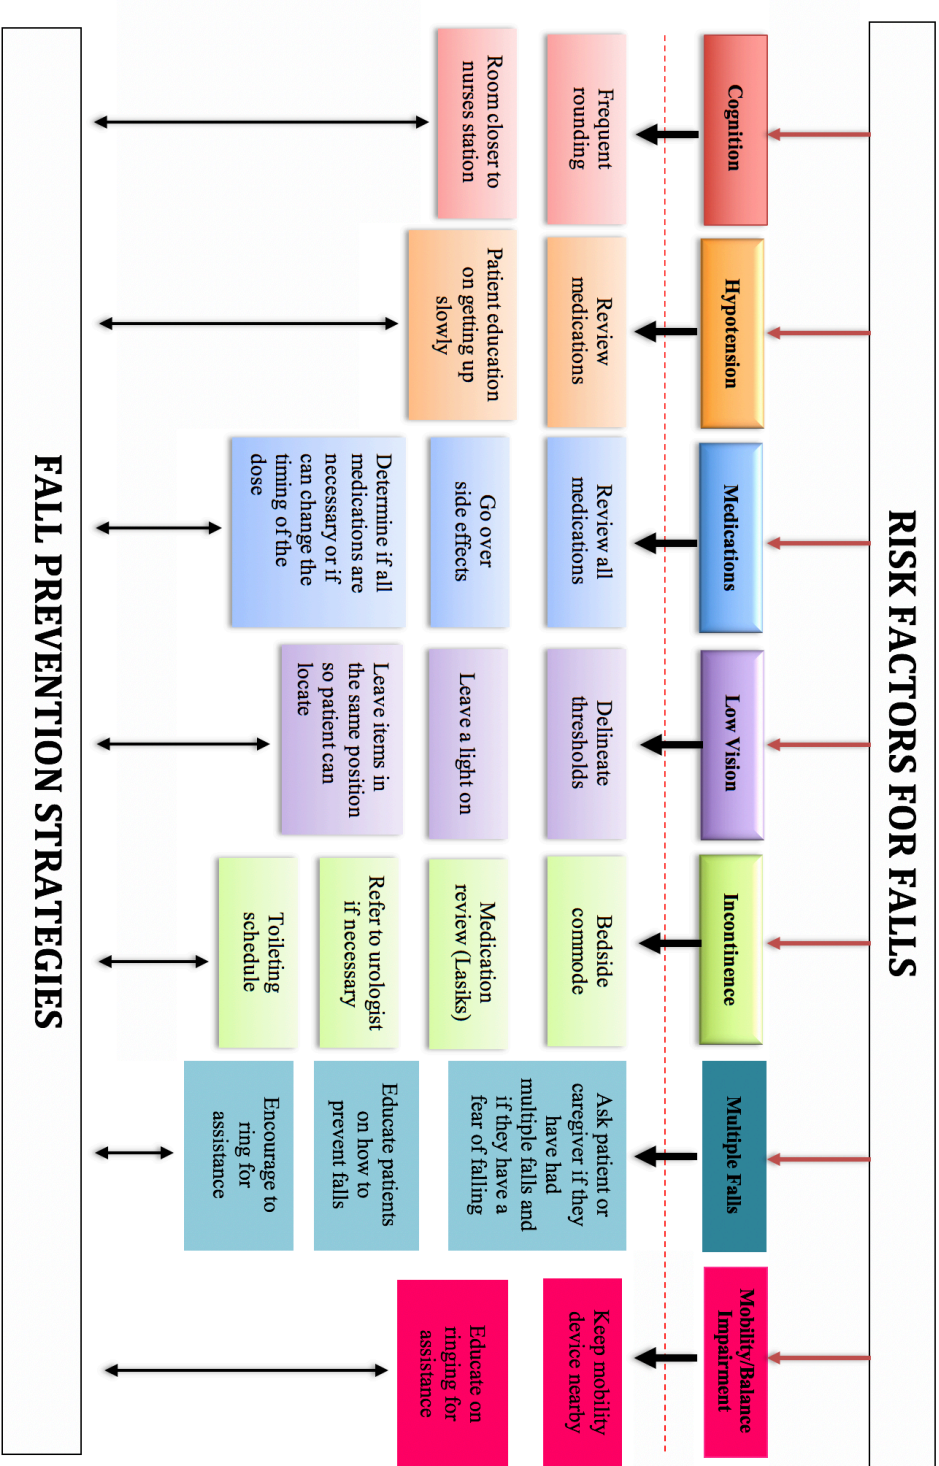 RISK FACTORS FOR FALLS
Cognition
Frequent
rounding
Room closer to
nurses station
Hypotension
Review
medications
Patient education
on getting up
slowly
Medications
Review all
medications
Go over
side effects
Determine if all
medications are
necessary or if
can change the
timing of the
dose
Low Vision
Delineate
thresholds
Leave a light on
Leave items in
the same position
so patient can
locate
Incontinence
Bedside
commode
Medication
review (Lasiks)
Refer to urologist
if necessary
Toileting
schedule
Multiple Falls
Ask patient or
caregiver if they
have had
multiple falls and
if they have a
fear of falling
Educate patients
on how to
prevent falls
Encourage to
ring for
assistance
Mobility/Balance
Impairment
Keep mobility
device nearby
Educate on
ringing for
assistance
FALL PREVENTION STRATEGIES